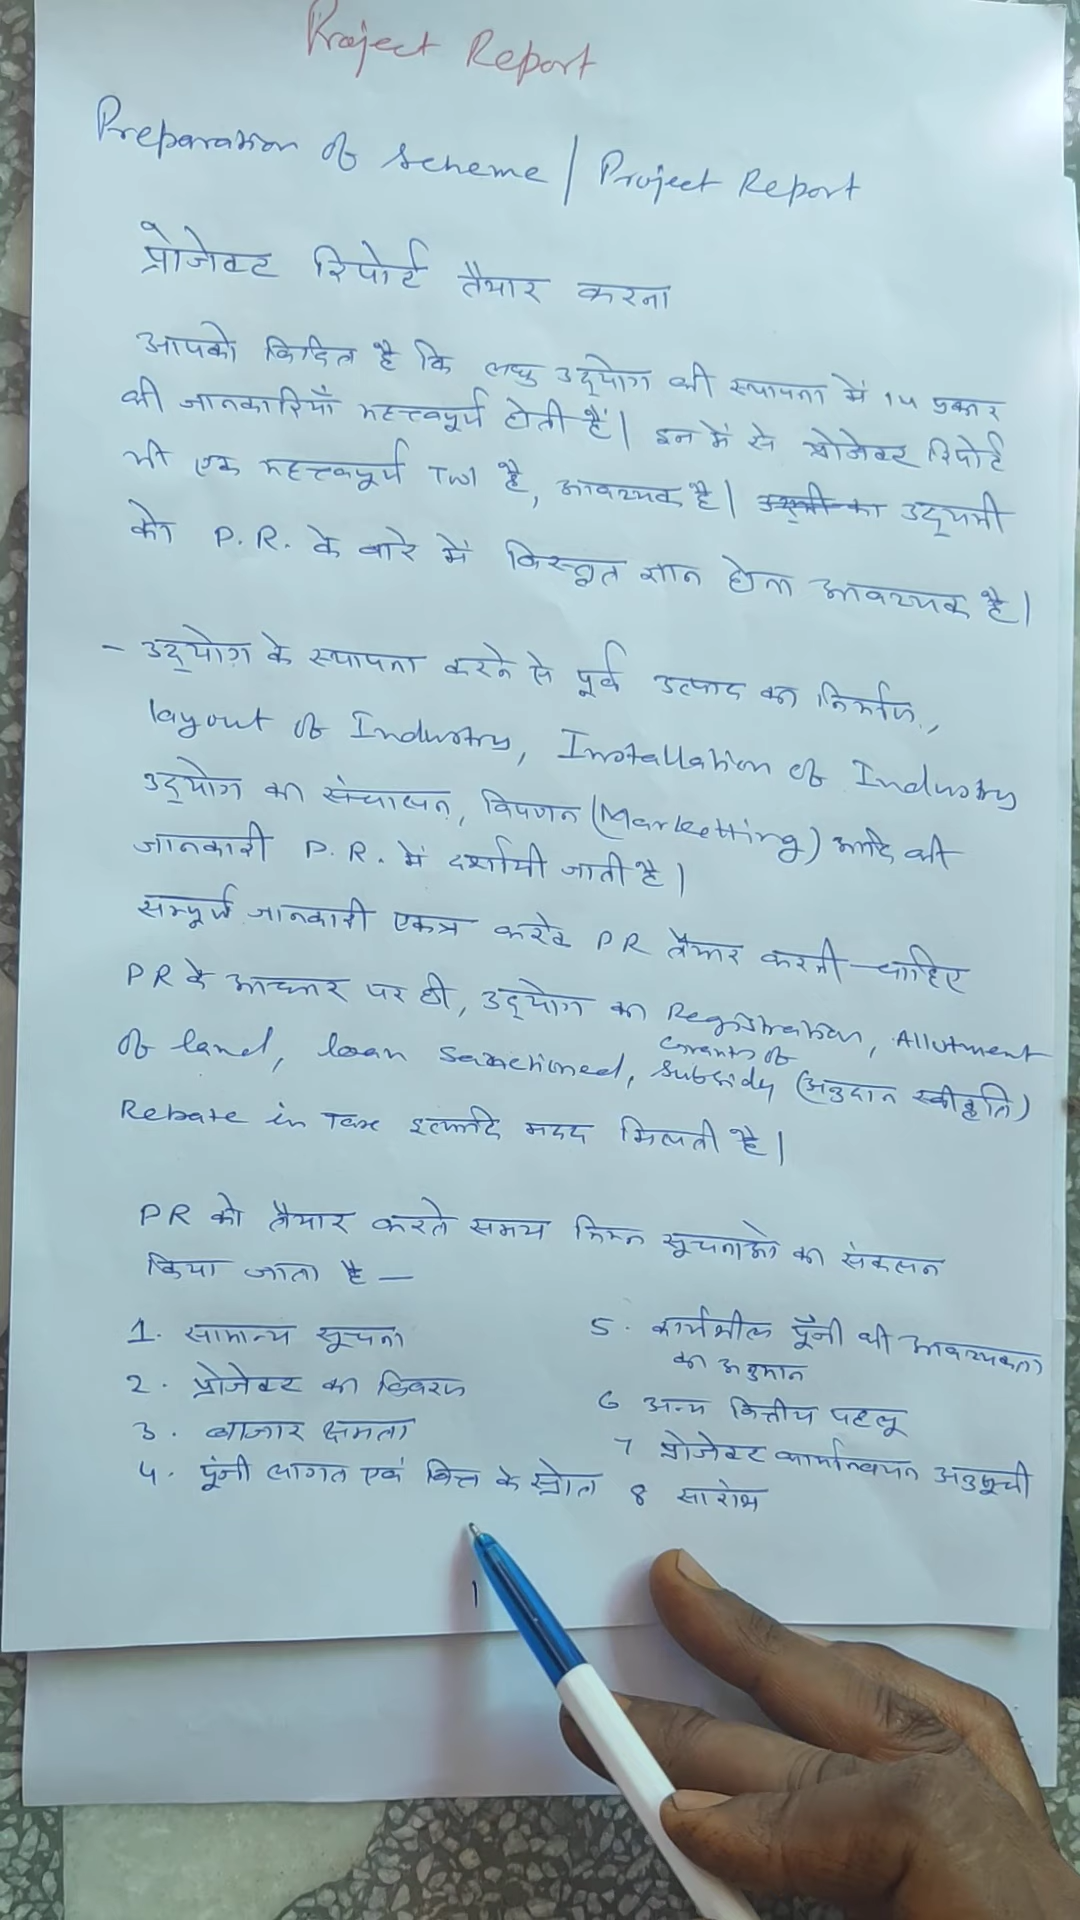 Project Report
Preparation of scheme / Project Report
प्रोजेक्ट रिपोर्ट तैयार करना
आपको विदित है कि लघु उद्योग की स्थापना में 14 प्रकार
की जानकारियाँ महत्त्वपूर्ण होती हैं। इन में से प्रोजेक्ट रिपोर्ट
भी एक महत्त्वपूर्ण है, आवश्यक है। उद्यमी
को P.R. के बारे में विस्तृत ज्ञान होना आवश्यक है।
- उद्योग के स्थापना करने से पूर्व उत्पाद का निर्माण,
layout of Industry, Installation of Industry
उद्योग का संचालन, विपणन (Marketting) आदि की
जानकारी P.R. में दर्शायी जाती है।
सम्पूर्ण जानकारी एकत्र करके PR तैयार करनी चाहिए
PR के आधार पर ही, उद्योग का Registration, Allotment
of land, loan sanctioned, Grants of Subsidy (अनुदान स्वीकृति)
Rebate in Tax इत्यादि मदद मिलती है।
PR को तैयार करते समय निम्न सूचनाओं का संकलन
किया जाता है —
1. सामान्य सूचना
2. प्रोजेक्ट का विवरण
3. बाजार क्षमता
4. पूंजी लागत एवं वित्त के स्रोत
5. कार्यशील पूँजी की आवश्यकता
का अनुमान
6 अन्य वित्तीय पहलू
7 प्रोजेक्ट कार्यान्वयन अनुसूची
8 सारांश
1